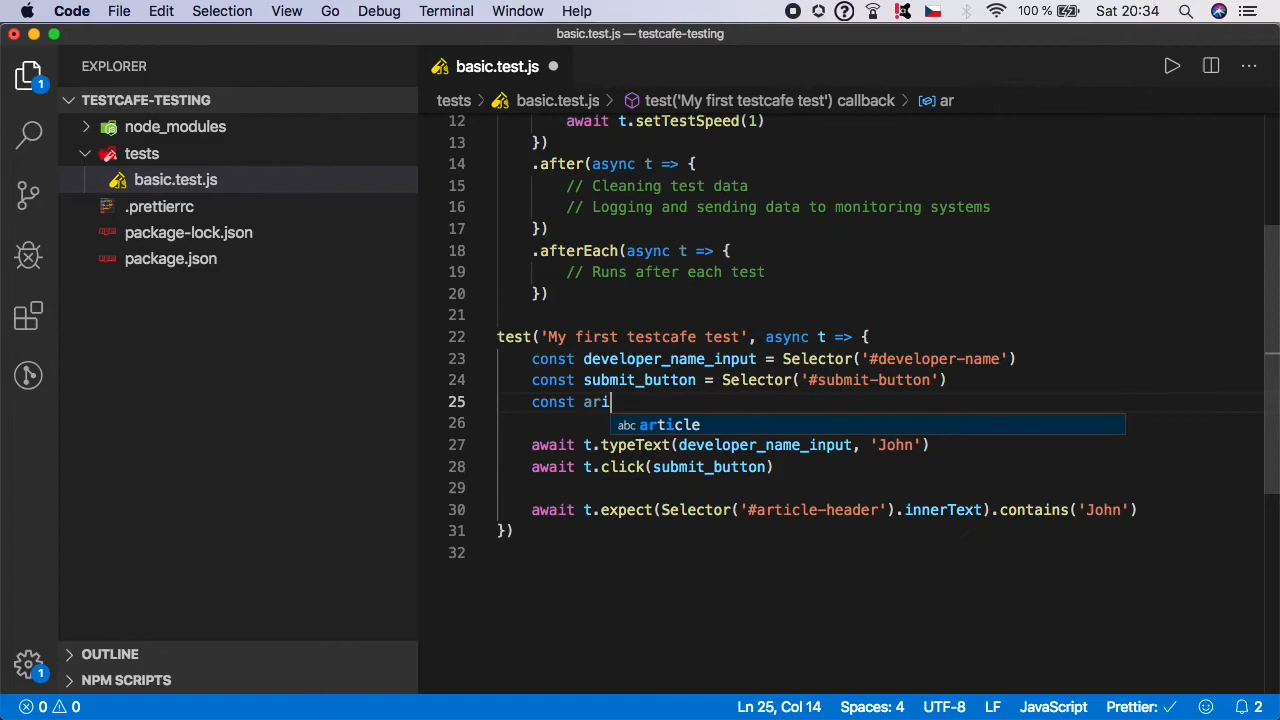 Code File Edit Selection View Go Debug Terminal Window Help 100 % Sat 20:34
basic.test.js — testcafe-testing
EXPLORER
1
TESTCAFE-TESTING
node_modules
tests
basic.test.js
.prettierrc
package-lock.json
package.json
OUTLINE
NPM SCRIPTS
1
basic.test.js
tests > basic.test.js > test('My first testcafe test') callback > ar
12 await t.setTestSpeed(1)
13 })
14 .after(async t => {
15 // Cleaning test data
16 // Logging and sending data to monitoring systems
17 })
18 .afterEach(async t => {
19 // Runs after each test
20 })
21
22 test('My first testcafe test', async t => {
23 const developer_name_input = Selector('#developer-name')
24 const submit_button = Selector('#submit-button')
25 const ari
abc article
26
27 await t.typeText(developer_name_input, 'John')
28 await t.click(submit_button)
29
30 await t.expect(Selector('#article-header').innerText).contains('John')
31 })
32
0 0 Ln 25, Col 14 Spaces: 4 UTF-8 LF JavaScript Prettier: ✓ 2